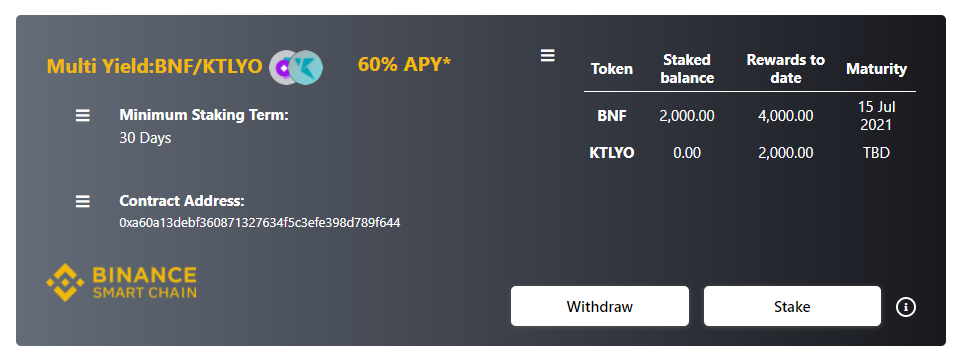 Multi Yield:BNF/KTLYO 60% APY*
Minimum Staking Term:
30 Days
Contract Address:
0xa60a13debf360871327634f5c3efe398d789f644
BINANCE
SMART CHAIN
Token Staked balance Rewards to date Maturity
BNF 2,000.00 4,000.00 15 Jul 2021
KTLYO 0.00 2,000.00 TBD
Withdraw Stake